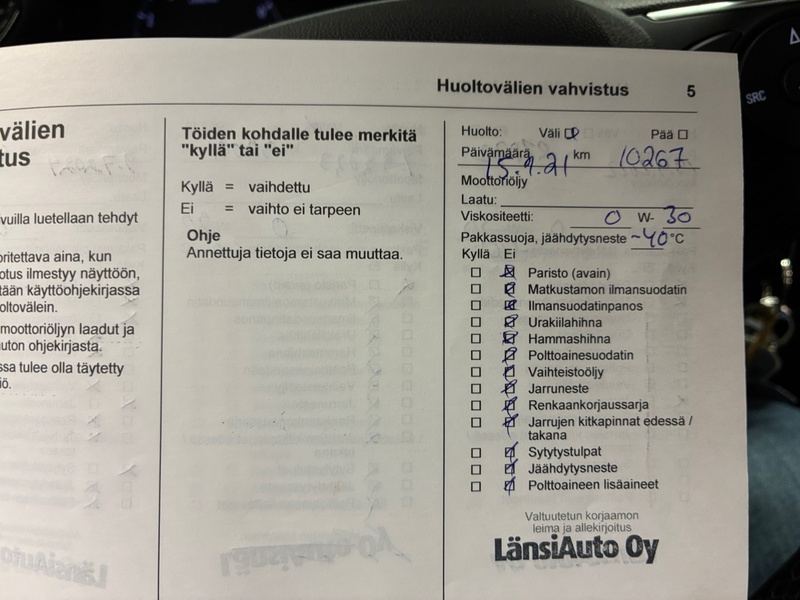 Huoltovälien vahvistus 5
välien
tus
vuilla luetellaan tehdyt
oritettava aina, kun
otus ilmestyy näyttöön,
tään käyttöohjekirjassa
oltovälein.
moottoriöljyn laadut ja
auton ohjekirjasta.
ssa tulee olla täytetty
iö.
Töiden kohdalle tulee merkitä
"kyllä" tai "ei"
Kyllä = vaihdettu
Ei = vaihto ei tarpeen
Ohje
Annettuja tietoja ei saa muuttaa.
Huolto: Väli Pää
Päivämäärä 15.9.21 km 10267
Moottoriöljy
Laatu:
Viskositeetti: 0 W- 30
Pakkassuoja, jäähdytysneste ~40 °C
Kyllä Ei
Paristo (avain)
Matkustamon ilmansuodatin
Ilmansuodatinpanos
Urakiilahihna
Hammashihna
Polttoainesuodatin
Vaihteistoöljy
Jarruneste
Renkaankorjaussarja
Jarrujen kitkapinnat edessä /
takana
Sytytystulpat
Jäähdytysneste
Polttoaineen lisäaineet
Valtuutetun korjaamon
leima ja allekirjoitus
LänsiAuto Oy
SRC